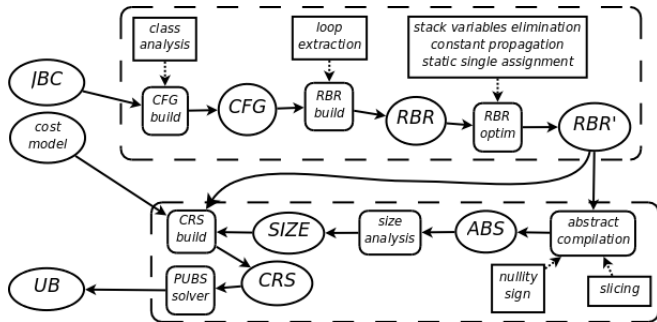 class
analysis
loop
extraction
stack variables elimination
constant propagation
static single assignment
JBC
CFG
build
CFG
RBR
build
RBR
RBR
optim
RBR'
cost
model
CRS
build
SIZE
size
analysis
ABS
abstract
compilation
UB
PUBS
solver
CRS
nullity
sign
slicing